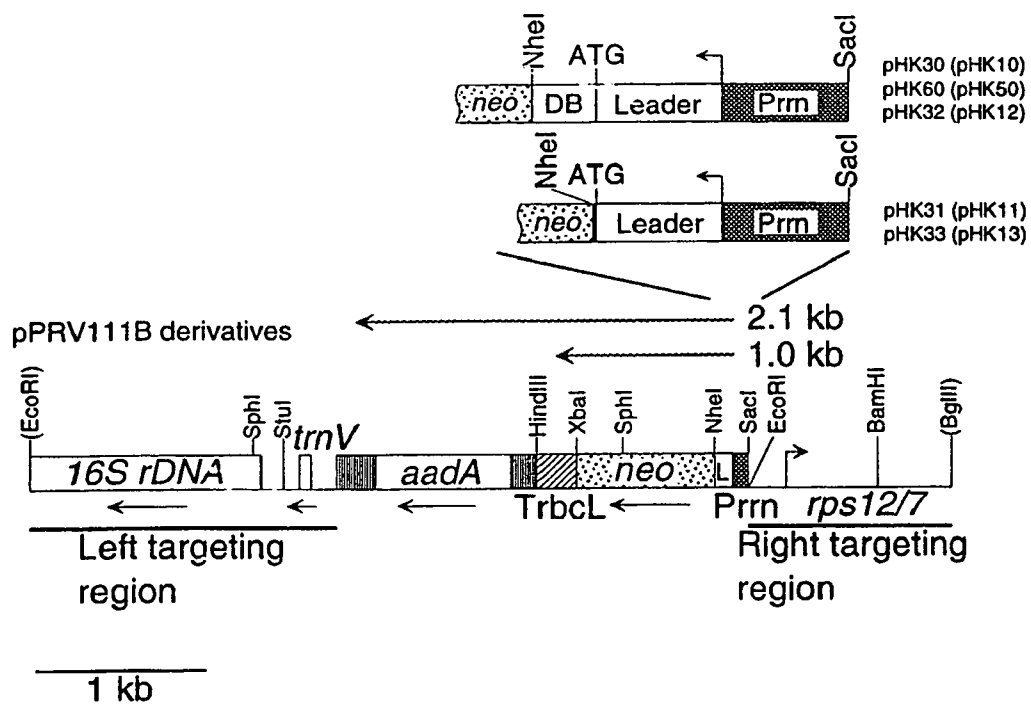 NheI
ATG
SacI
neo
DB
Leader
Prrn
pHK30 (pHK10)
pHK60 (pHK50)
pHK32 (pHK12)
NheI
ATG
SacI
neo
Leader
Prrn
pHK31 (pHK11)
pHK33 (pHK13)
pPRV111B derivatives
2.1 kb
1.0 kb
(EcoRI)
SphI
StuI
trnV
HindIII
XbaI
SphI
NheI
SacI
EcoRI
BamHI
(BglII)
16S rDNA
aadA
neo
L
TrbcL
Prrn
rps12/7
Left targeting
region
Right targeting
region
1 kb